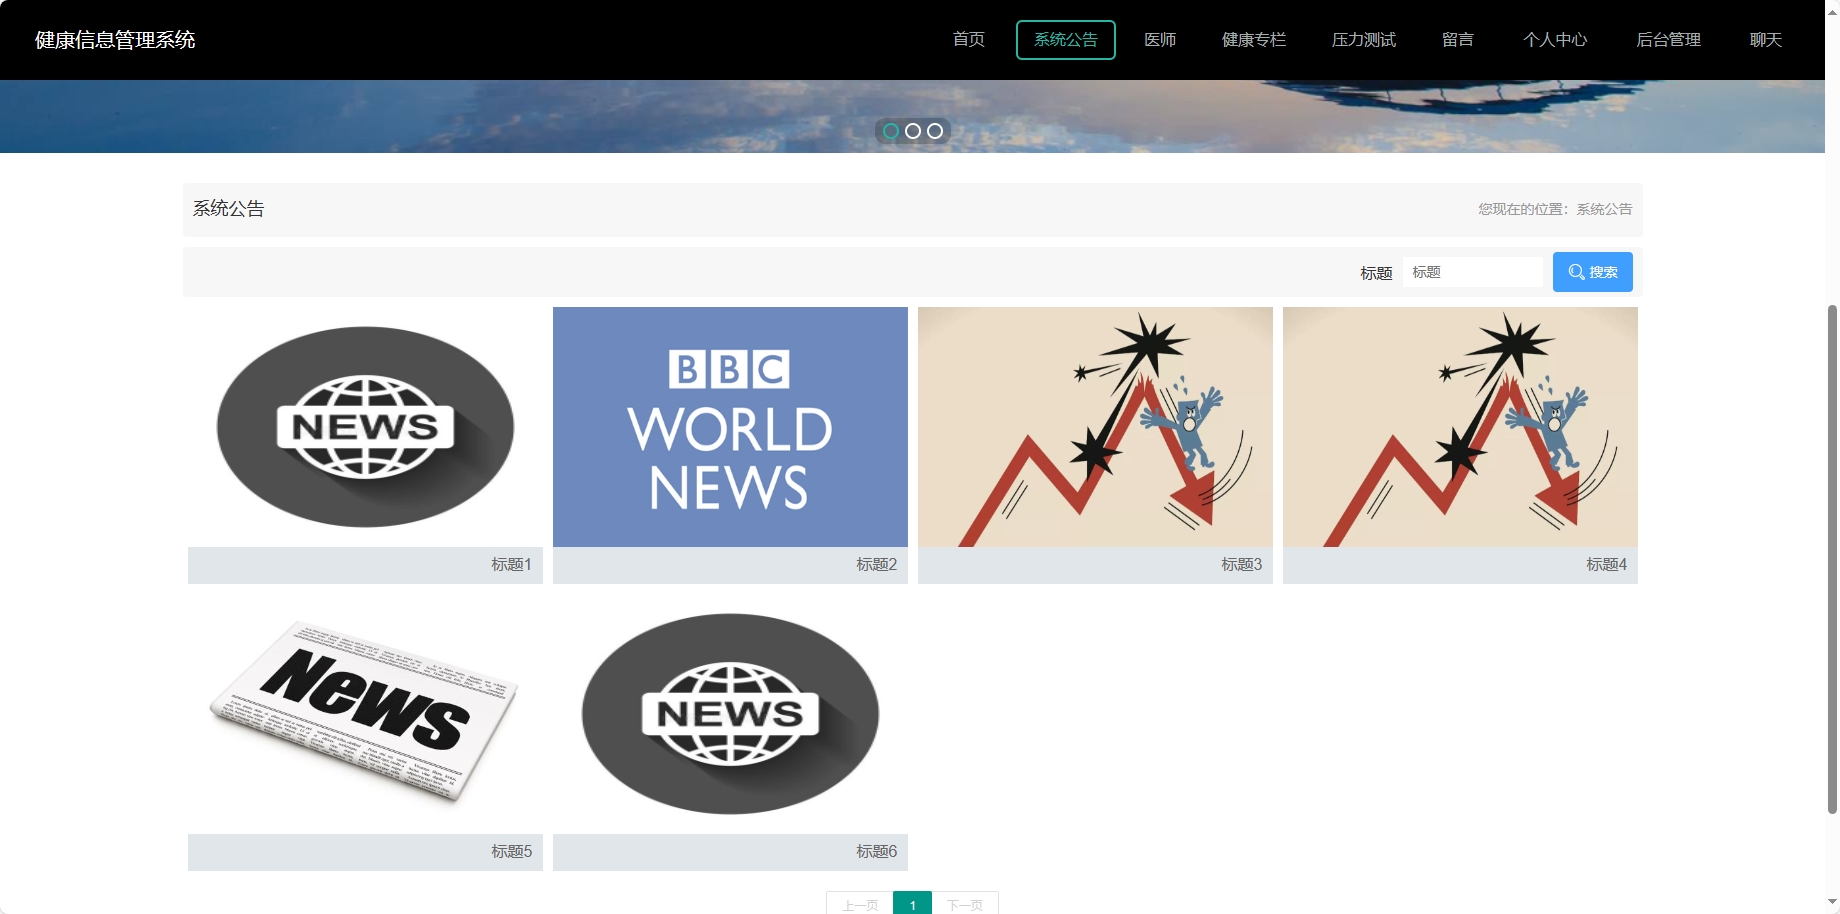 健康信息管理系统
首页
系统公告
医师
健康专栏
压力测试
留言
个人中心
后台管理
聊天
系统公告
您现在的位置：系统公告
标题
标题
搜索
NEWS
BBC
WORLD
NEWS
标题1
标题2
标题3
标题4
News
NEWS
标题5
标题6
上一页
1
下一页